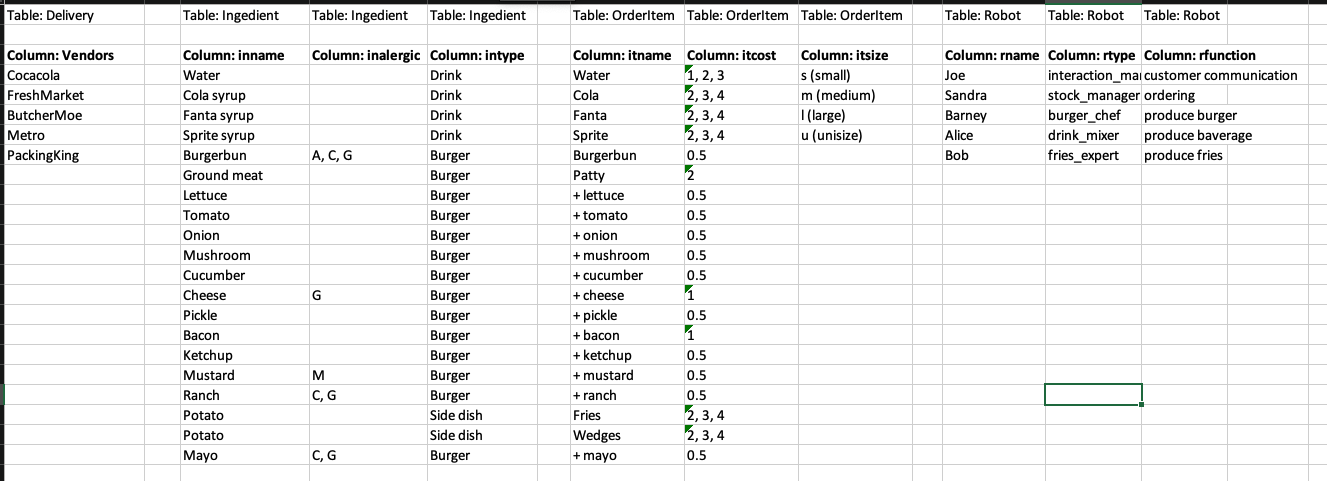 Table: Delivery Table: Ingedient Table: Ingedient Table: Ingedient Table: OrderItem Table: OrderItem Table: OrderItem Table: Robot Table: Robot Table: Robot
Column: Vendors Column: inname Column: inalergic Column: intype Column: itname Column: itcost Column: itsize Column: rname Column: rtype Column: rfunction
Cocacola Water Drink Water 1, 2, 3 s (small) Joe interaction_ma customer communication
FreshMarket Cola syrup Drink Cola 2, 3, 4 m (medium) Sandra stock_manager ordering
ButcherMoe Fanta syrup Drink Fanta 2, 3, 4 l (large) Barney burger_chef produce burger
Metro Sprite syrup Drink Sprite 2, 3, 4 u (unisize) Alice drink_mixer produce baverage
PackingKing Burgerbun A, C, G Burger Burgerbun 0.5 Bob fries_expert produce fries
Ground meat Burger Patty 2
Lettuce Burger + lettuce 0.5
Tomato Burger + tomato 0.5
Onion Burger + onion 0.5
Mushroom Burger + mushroom 0.5
Cucumber Burger + cucumber 0.5
Cheese G Burger + cheese 1
Pickle Burger + pickle 0.5
Bacon Burger + bacon 1
Ketchup Burger + ketchup 0.5
Mustard M Burger + mustard 0.5
Ranch C, G Burger + ranch 0.5
Potato Side dish Fries 2, 3, 4
Potato Side dish Wedges 2, 3, 4
Mayo C, G Burger + mayo 0.5